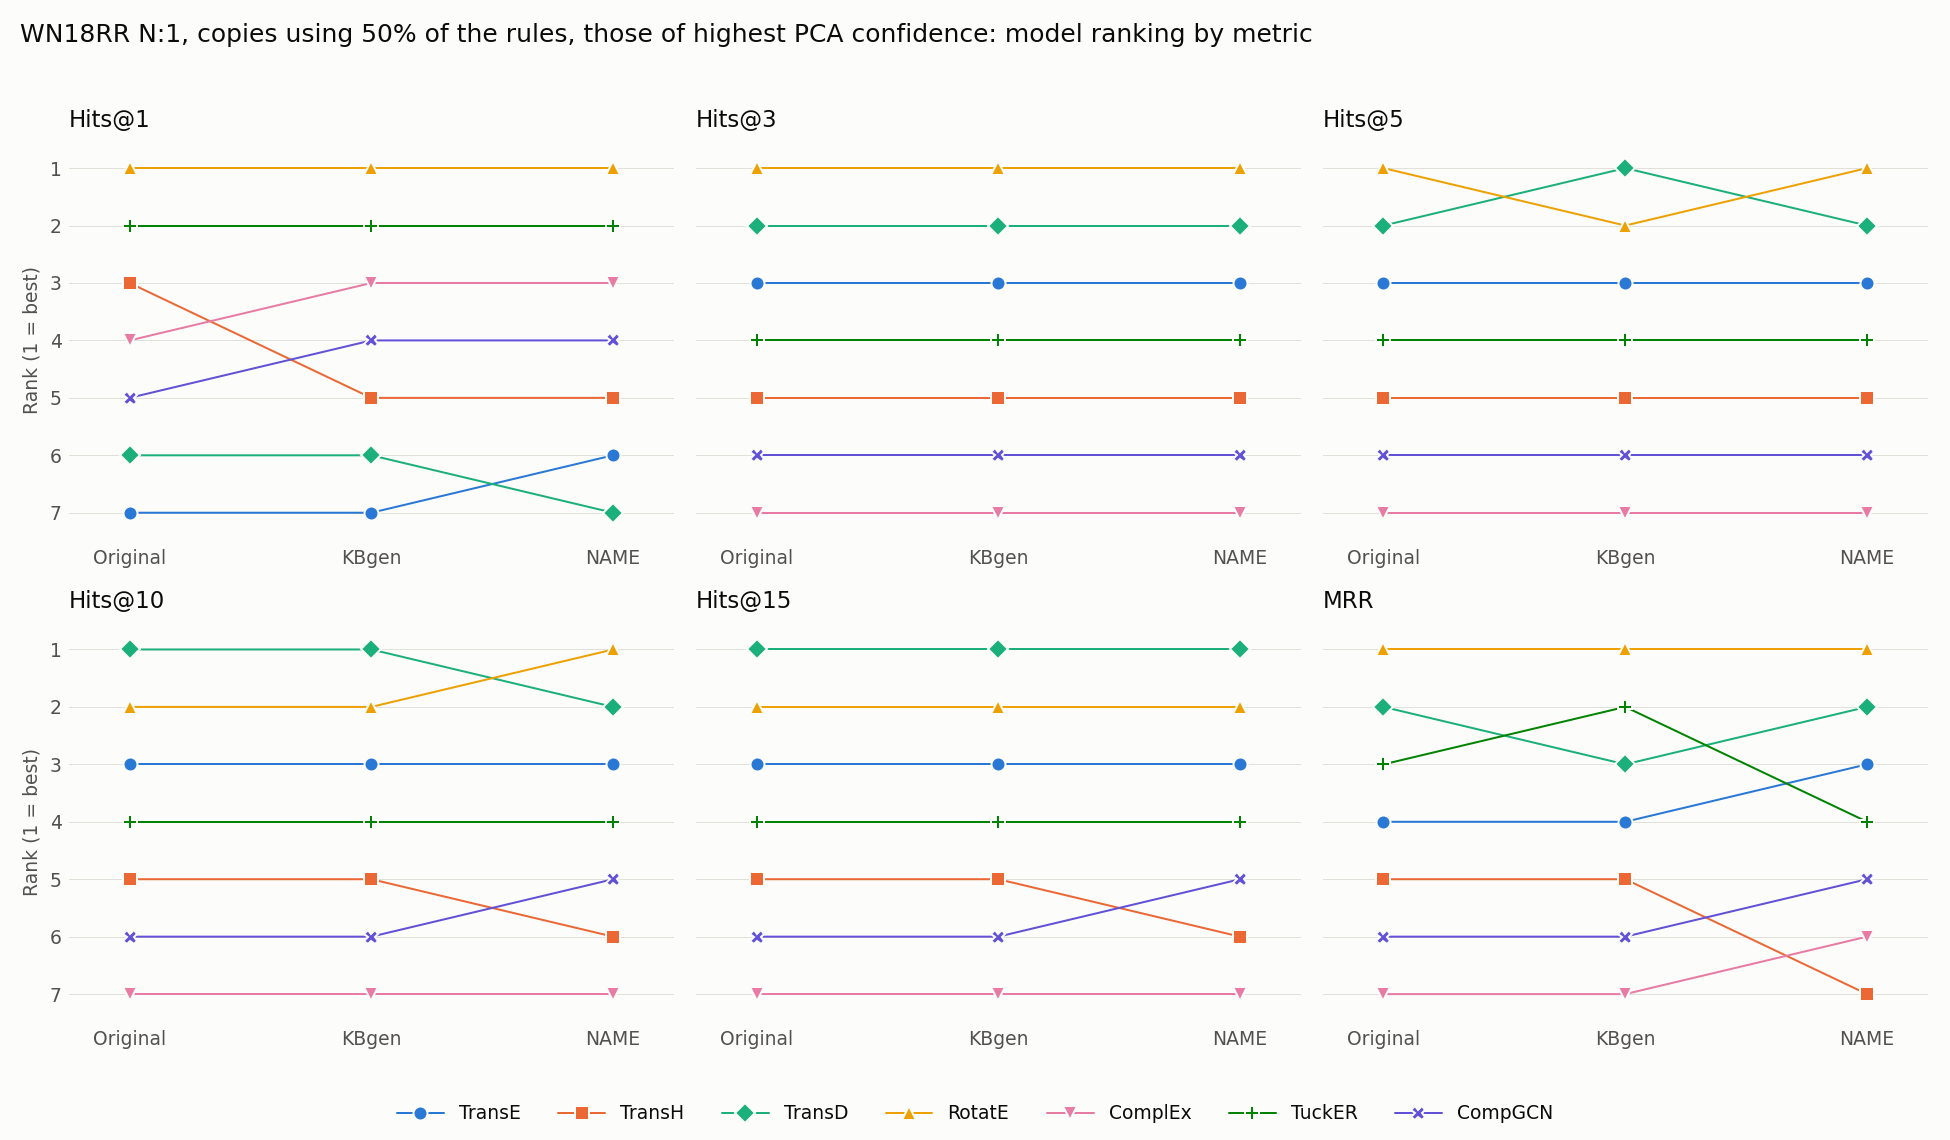 WN18RR N:1, copies using 50% of the rules, those of highest PCA confidence: model ranking by metric
Hits@1
Hits@3
Hits@5
Rank (1 = best)
1
2
3
4
5
6
7
Original
KBgen
NAME
Original
KBgen
NAME
Original
KBgen
NAME
Hits@10
Hits@15
MRR
Rank (1 = best)
1
2
3
4
5
6
7
Original
KBgen
NAME
Original
KBgen
NAME
Original
KBgen
NAME
TransE
TransH
TransD
RotatE
ComplEx
TuckER
CompGCN